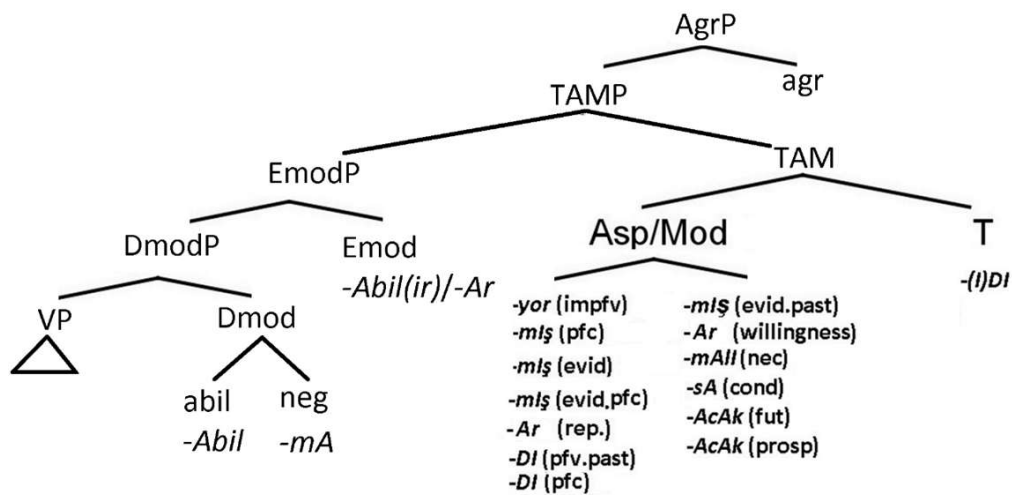 AgrP
agr
TAMP
TAM
EmodP
DmodP
Emod
-Abil(ir)/-Ar
Asp/Mod
T
-(I)DI
VP
Dmod
abil
neg
-Abil
-mA
-yor (impfv)
-mIş (pfc)
-mIş (evid)
-mIş (evid,pfc)
-Ar (rep.)
-DI (pfv.past)
-DI (pfc)
-mIş (evid.past)
-Ar (willingness)
-mAlI (nec)
-sA (cond)
-AcAk (fut)
-AcAk (prosp)